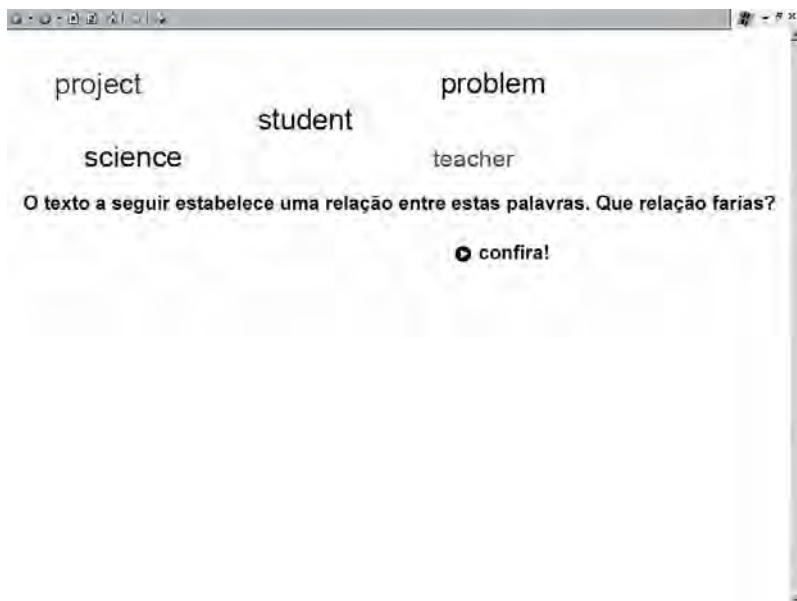 project problem
student
science teacher
O texto a seguir estabelece uma relação entre estas palavras. Que relação farias?
confira!